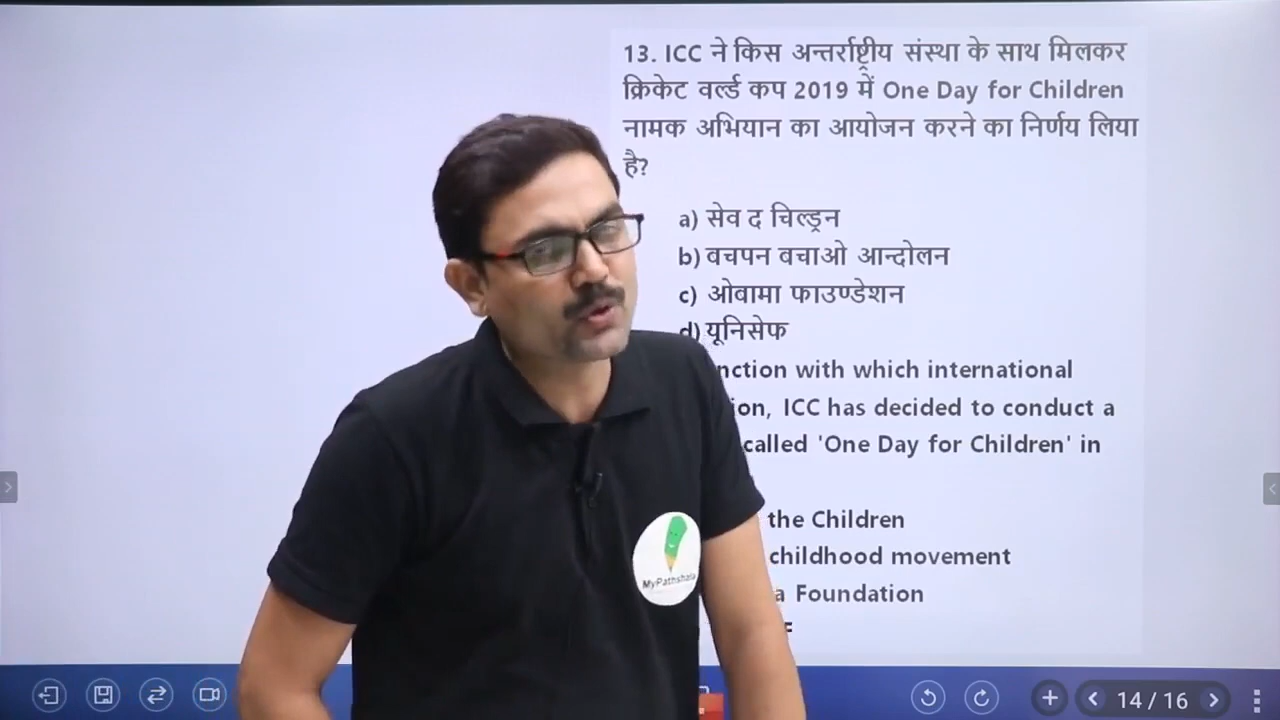 13. ICC ने किस अन्तर्राष्ट्रीय संस्था के साथ मिलकर
क्रिकेट वर्ल्ड कप 2019 में One Day for Children
नामक अभियान का आयोजन करने का निर्णय लिया
है?
a) सेव द चिल्ड्रन
b) वचपन वचाओ आन्दोलन
c) ओबामा फाउण्डेशन
d) यूनिसेफ
nction with which international
ion, ICC has decided to conduct a
called 'One Day for Children' in
the Children
childhood movement
a Foundation
MyPathshala
14 / 16